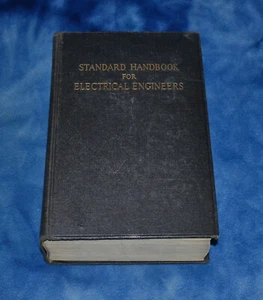 STANDARD HANDBOOK
FOR
ELECTRICAL ENGINEERS